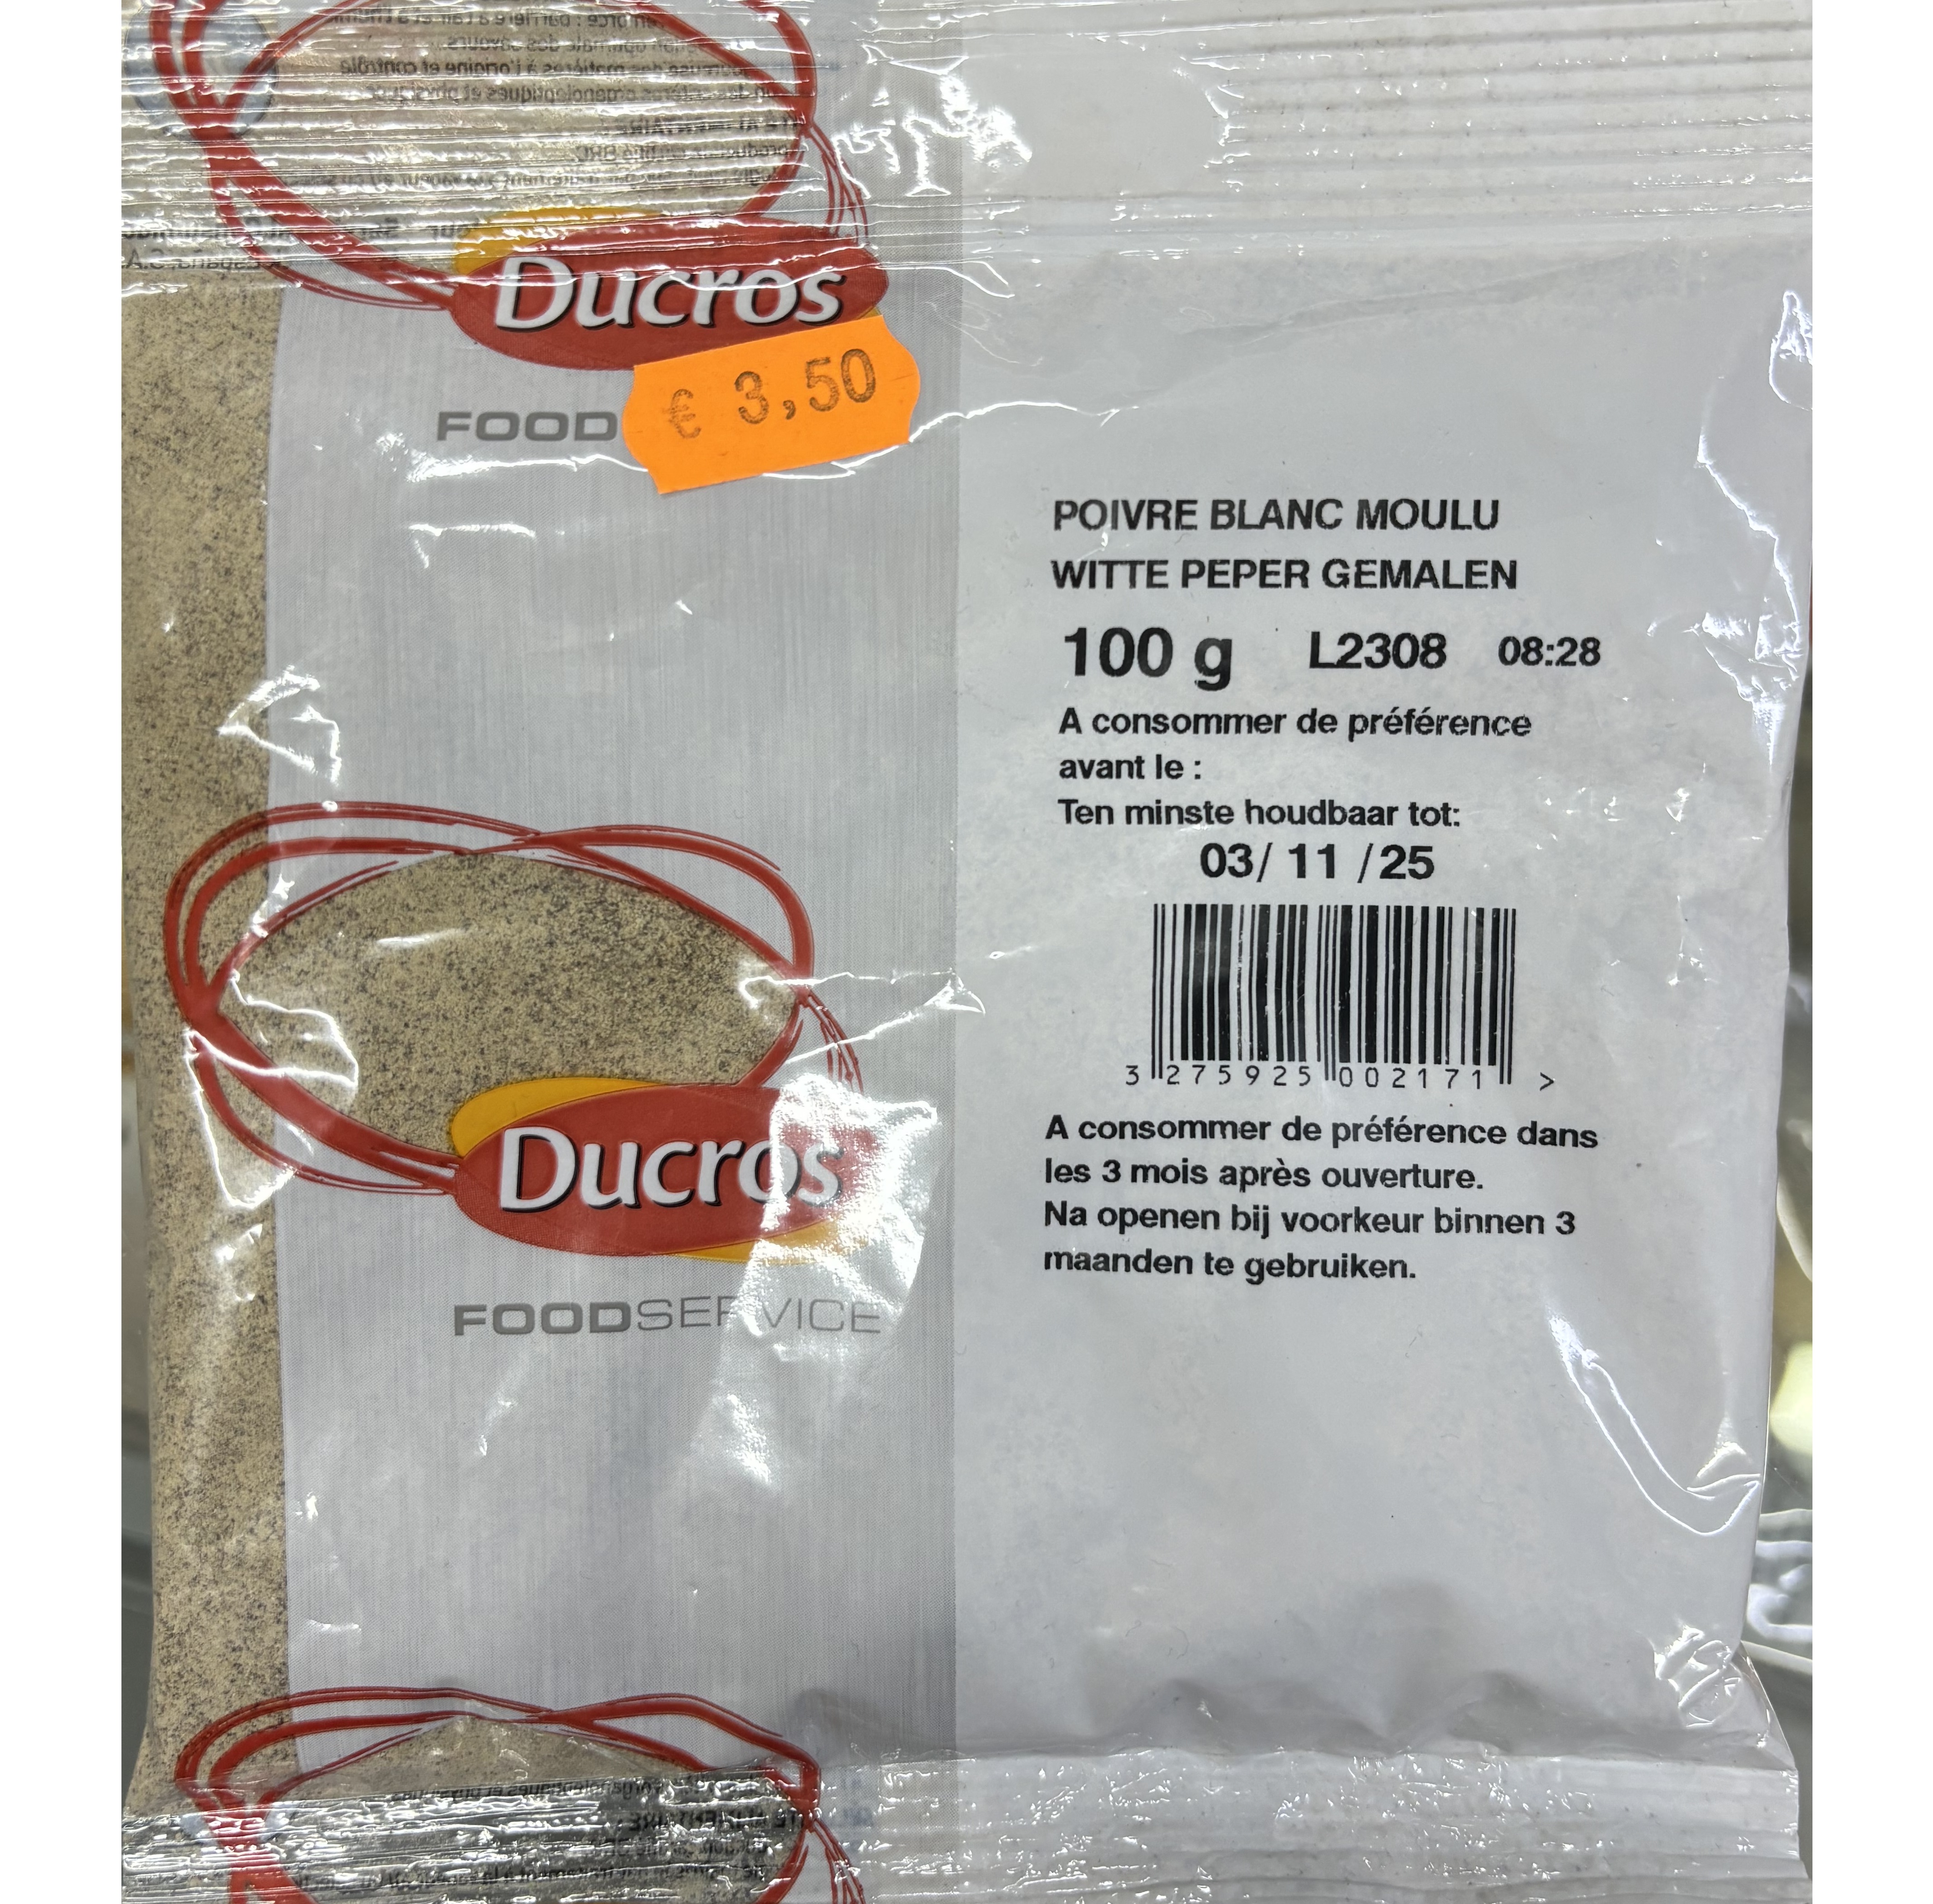 Ducros
€ 3,50
FOOD
POIVRE BLANC MOULU
WITTE PEPER GEMALEN
100 g L2308 08:28
A consommer de préférence
avant le :
Ten minste houdbaar tot:
03/ 11 /25
3 275925 002171 >
A consommer de préférence dans
les 3 mois après ouverture.
Na openen bij voorkeur binnen 3
maanden te gebruiken.
Ducros
FOODSERVICE